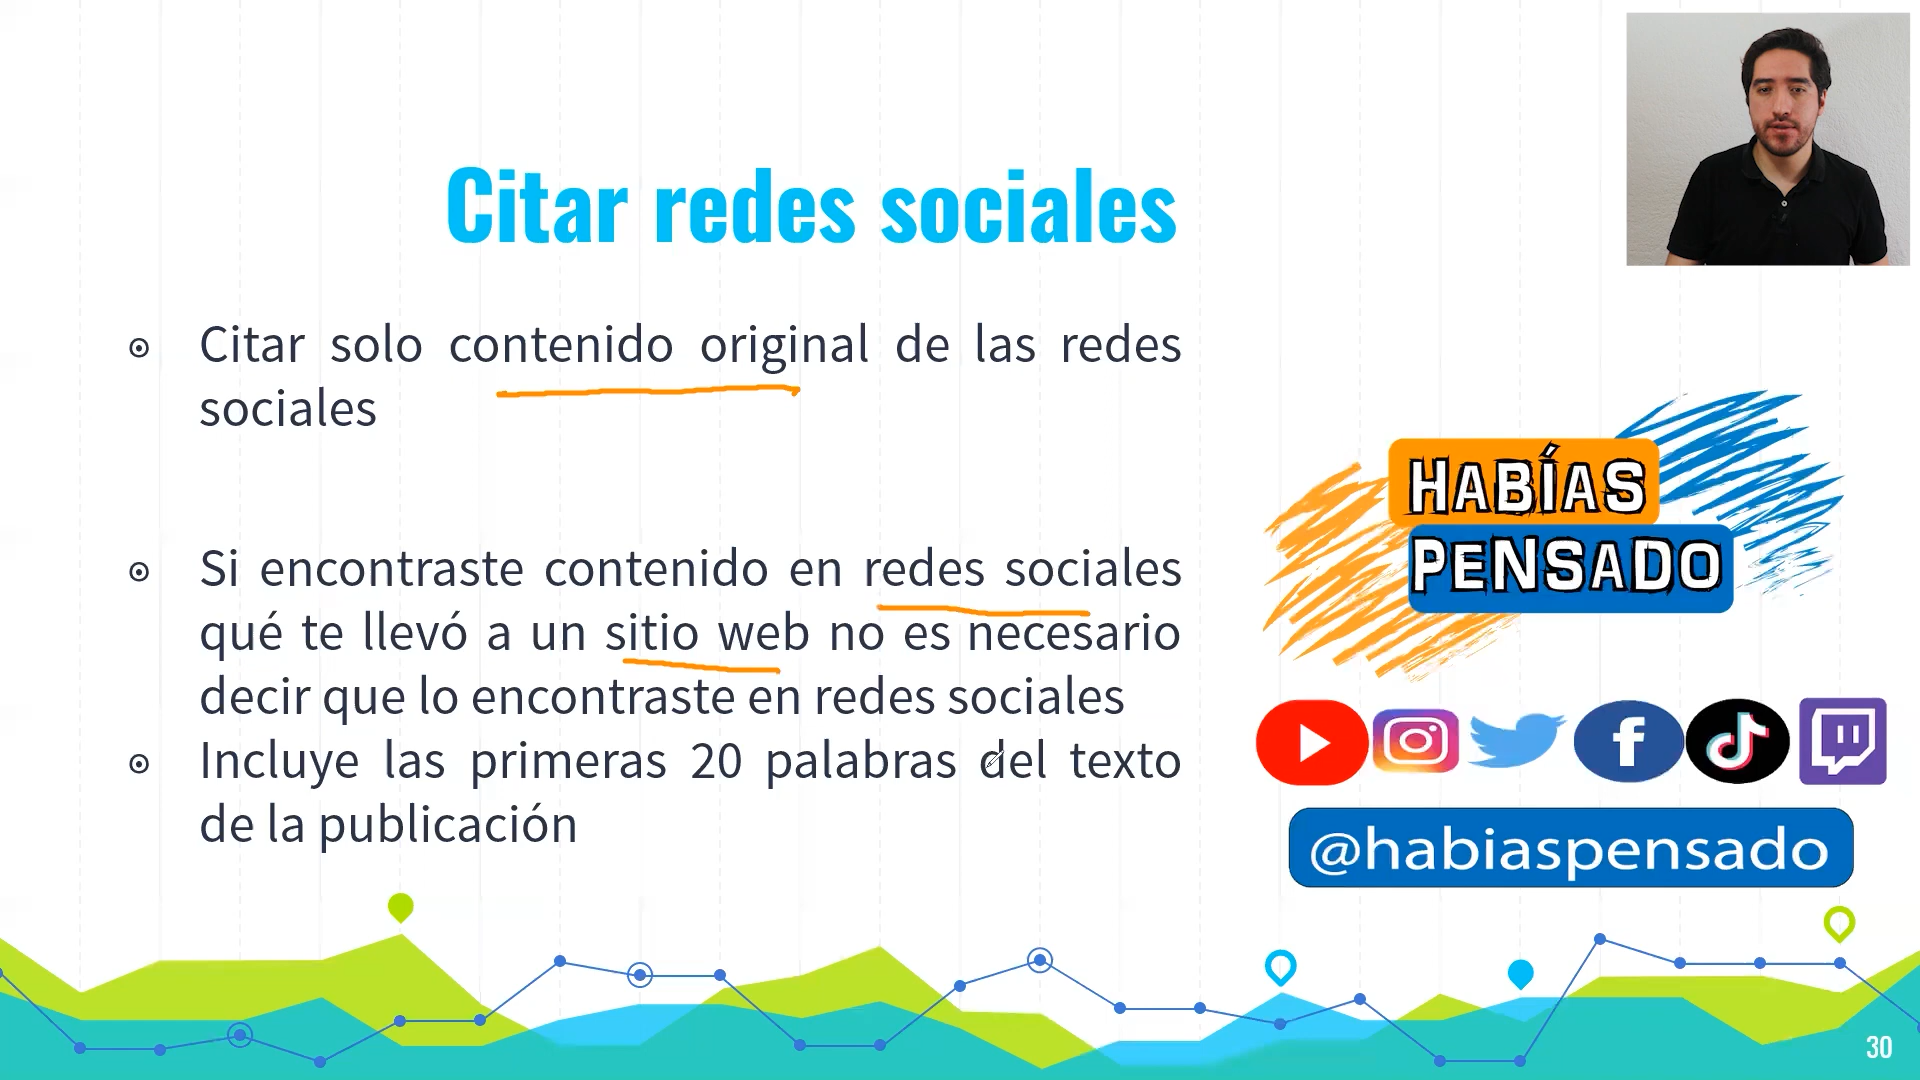 Citar redes sociales
Citar solo contenido original de las redes
sociales
Si encontraste contenido en redes sociales
qué te llevó a un sitio web no es necesario
decir que lo encontraste en redes sociales
Incluye las primeras 20 palabras del texto
de la publicación
HABÍAS
PENSADO
@habiaspensado
30